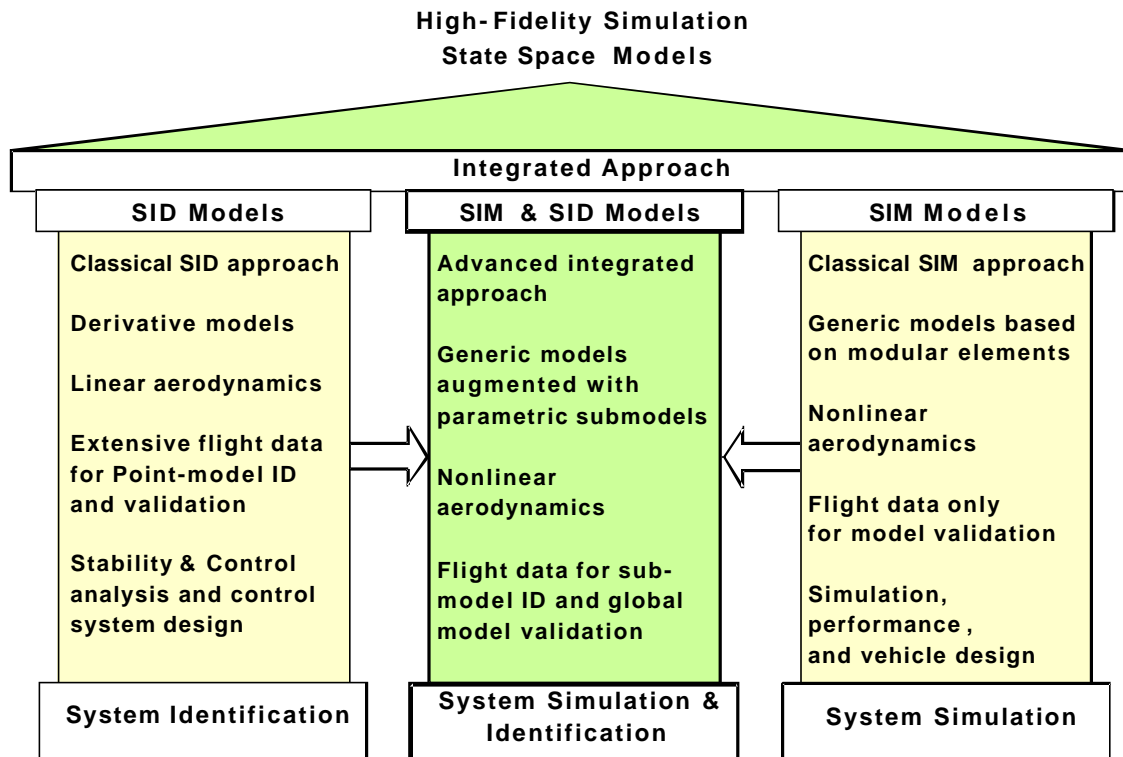 High-Fidelity Simulation
State Space Models
Integrated Approach
SID Models
Classical SID approach
Derivative models
Linear aerodynamics
Extensive flight data
for Point-model ID
and validation
Stability & Control
analysis and control
system design
System Identification
SIM & SID Models
Advanced integrated
approach
Generic models
augmented with
parametric submodels
Nonlinear
aerodynamics
Flight data for sub-
model ID and global
model validation
System Simulation &
Identification
SIM Models
Classical SIM approach
Generic models based
on modular elements
Nonlinear
aerodynamics
Flight data only
for model validation
Simulation,
performance,
and vehicle design
System Simulation